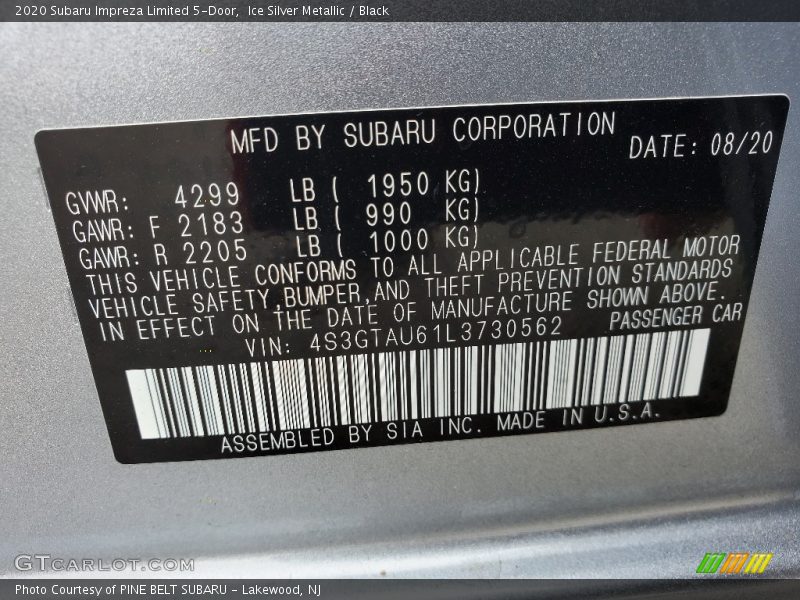 2020 Subaru Impreza Limited 5-Door,  Ice Silver Metallic / Black
MFD BY SUBARU CORPORATION
DATE: 08/20
GVWR: 4299 LB ( 1950 KG)
GAWR: F 2183 LB ( 990 KG)
GAWR: R 2205 LB ( 1000 KG)
THIS VEHICLE CONFORMS TO ALL APPLICABLE FEDERAL MOTOR
VEHICLE SAFETY,BUMPER,AND THEFT PREVENTION STANDARDS
IN EFFECT ON THE DATE OF MANUFACTURE SHOWN ABOVE.
VIN: 4S3GTAU61L3730562 PASSENGER CAR
ASSEMBLED BY SIA INC. MADE IN U.S.A.
GTCARLOT.COM
Photo Courtesy of PINE BELT SUBARU - Lakewood, NJ